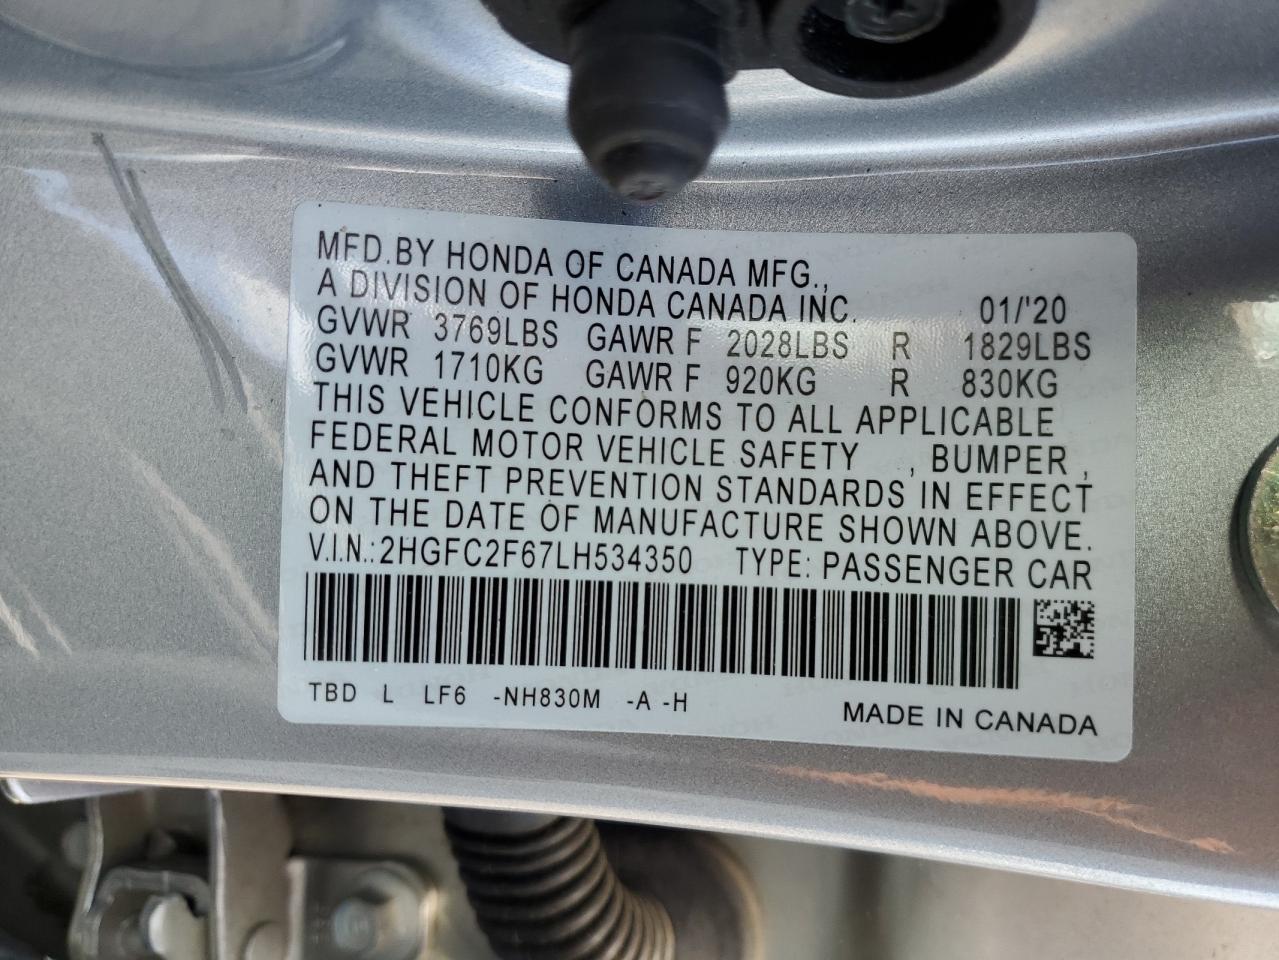 MFD.BY HONDA OF CANADA MFG.,
A DIVISION OF HONDA CANADA INC. 01/'20
GVWR 3769LBS GAWR F 2028LBS R 1829LBS
GVWR 1710KG GAWR F 920KG R 830KG
THIS VEHICLE CONFORMS TO ALL APPLICABLE
FEDERAL MOTOR VEHICLE SAFETY , BUMPER,
AND THEFT PREVENTION STANDARDS IN EFFECT
ON THE DATE OF MANUFACTURE SHOWN ABOVE.
V.I.N.:2HGFC2F67LH534350 TYPE: PASSENGER CAR
TBD L LF6 -NH830M -A -H MADE IN CANADA